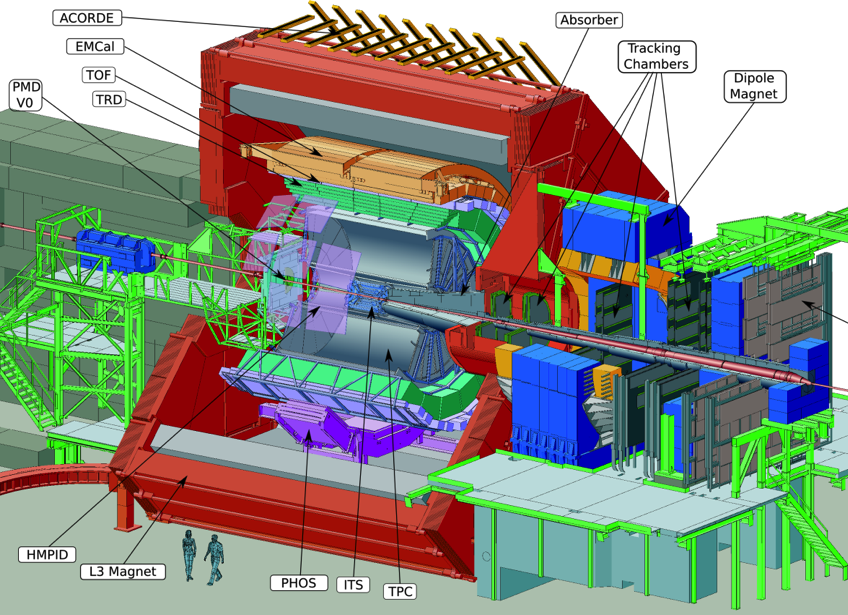 ACORDE
Absorber
EMCal
Tracking
Chambers
TOF
Dipole
Magnet
PMD
V0
TRD
HMPID
L3 Magnet
PHOS
ITS
TPC